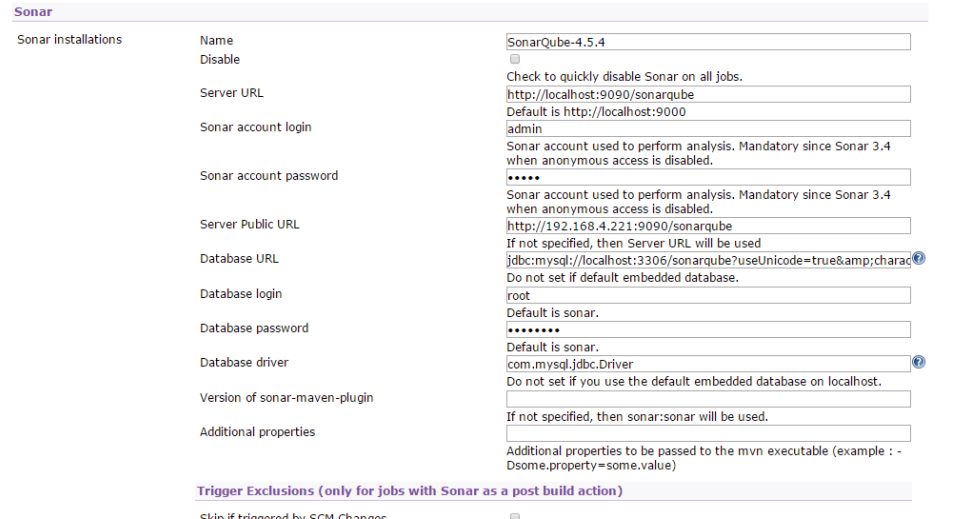 Sonar
Sonar installations
Name
SonarQube-4.5.4
Disable
Check to quickly disable Sonar on all jobs.
Server URL
http://localhost:9090/sonarqube
Default is http://localhost:9000
Sonar account login
admin
Sonar account used to perform analysis. Mandatory since Sonar 3.4
when anonymous access is disabled.
Sonar account password
•••••
Sonar account used to perform analysis. Mandatory since Sonar 3.4
when anonymous access is disabled.
Server Public URL
http://192.168.4.221:9090/sonarqube
If not specified, then Server URL will be used
Database URL
jdbc:mysql://localhost:3306/sonarqube?useUnicode=true&amp;charac
Do not set if default embedded database.
Database login
root
Default is sonar.
Database password
••••••••
Default is sonar.
Database driver
com.mysql.jdbc.Driver
Do not set if you use the default embedded database on localhost.
Version of sonar-maven-plugin
If not specified, then sonar:sonar will be used.
Additional properties
Additional properties to be passed to the mvn executable (example : -
Dsome.property=some.value)
Trigger Exclusions (only for jobs with Sonar as a post build action)
Skip if triggered by SCM Changes